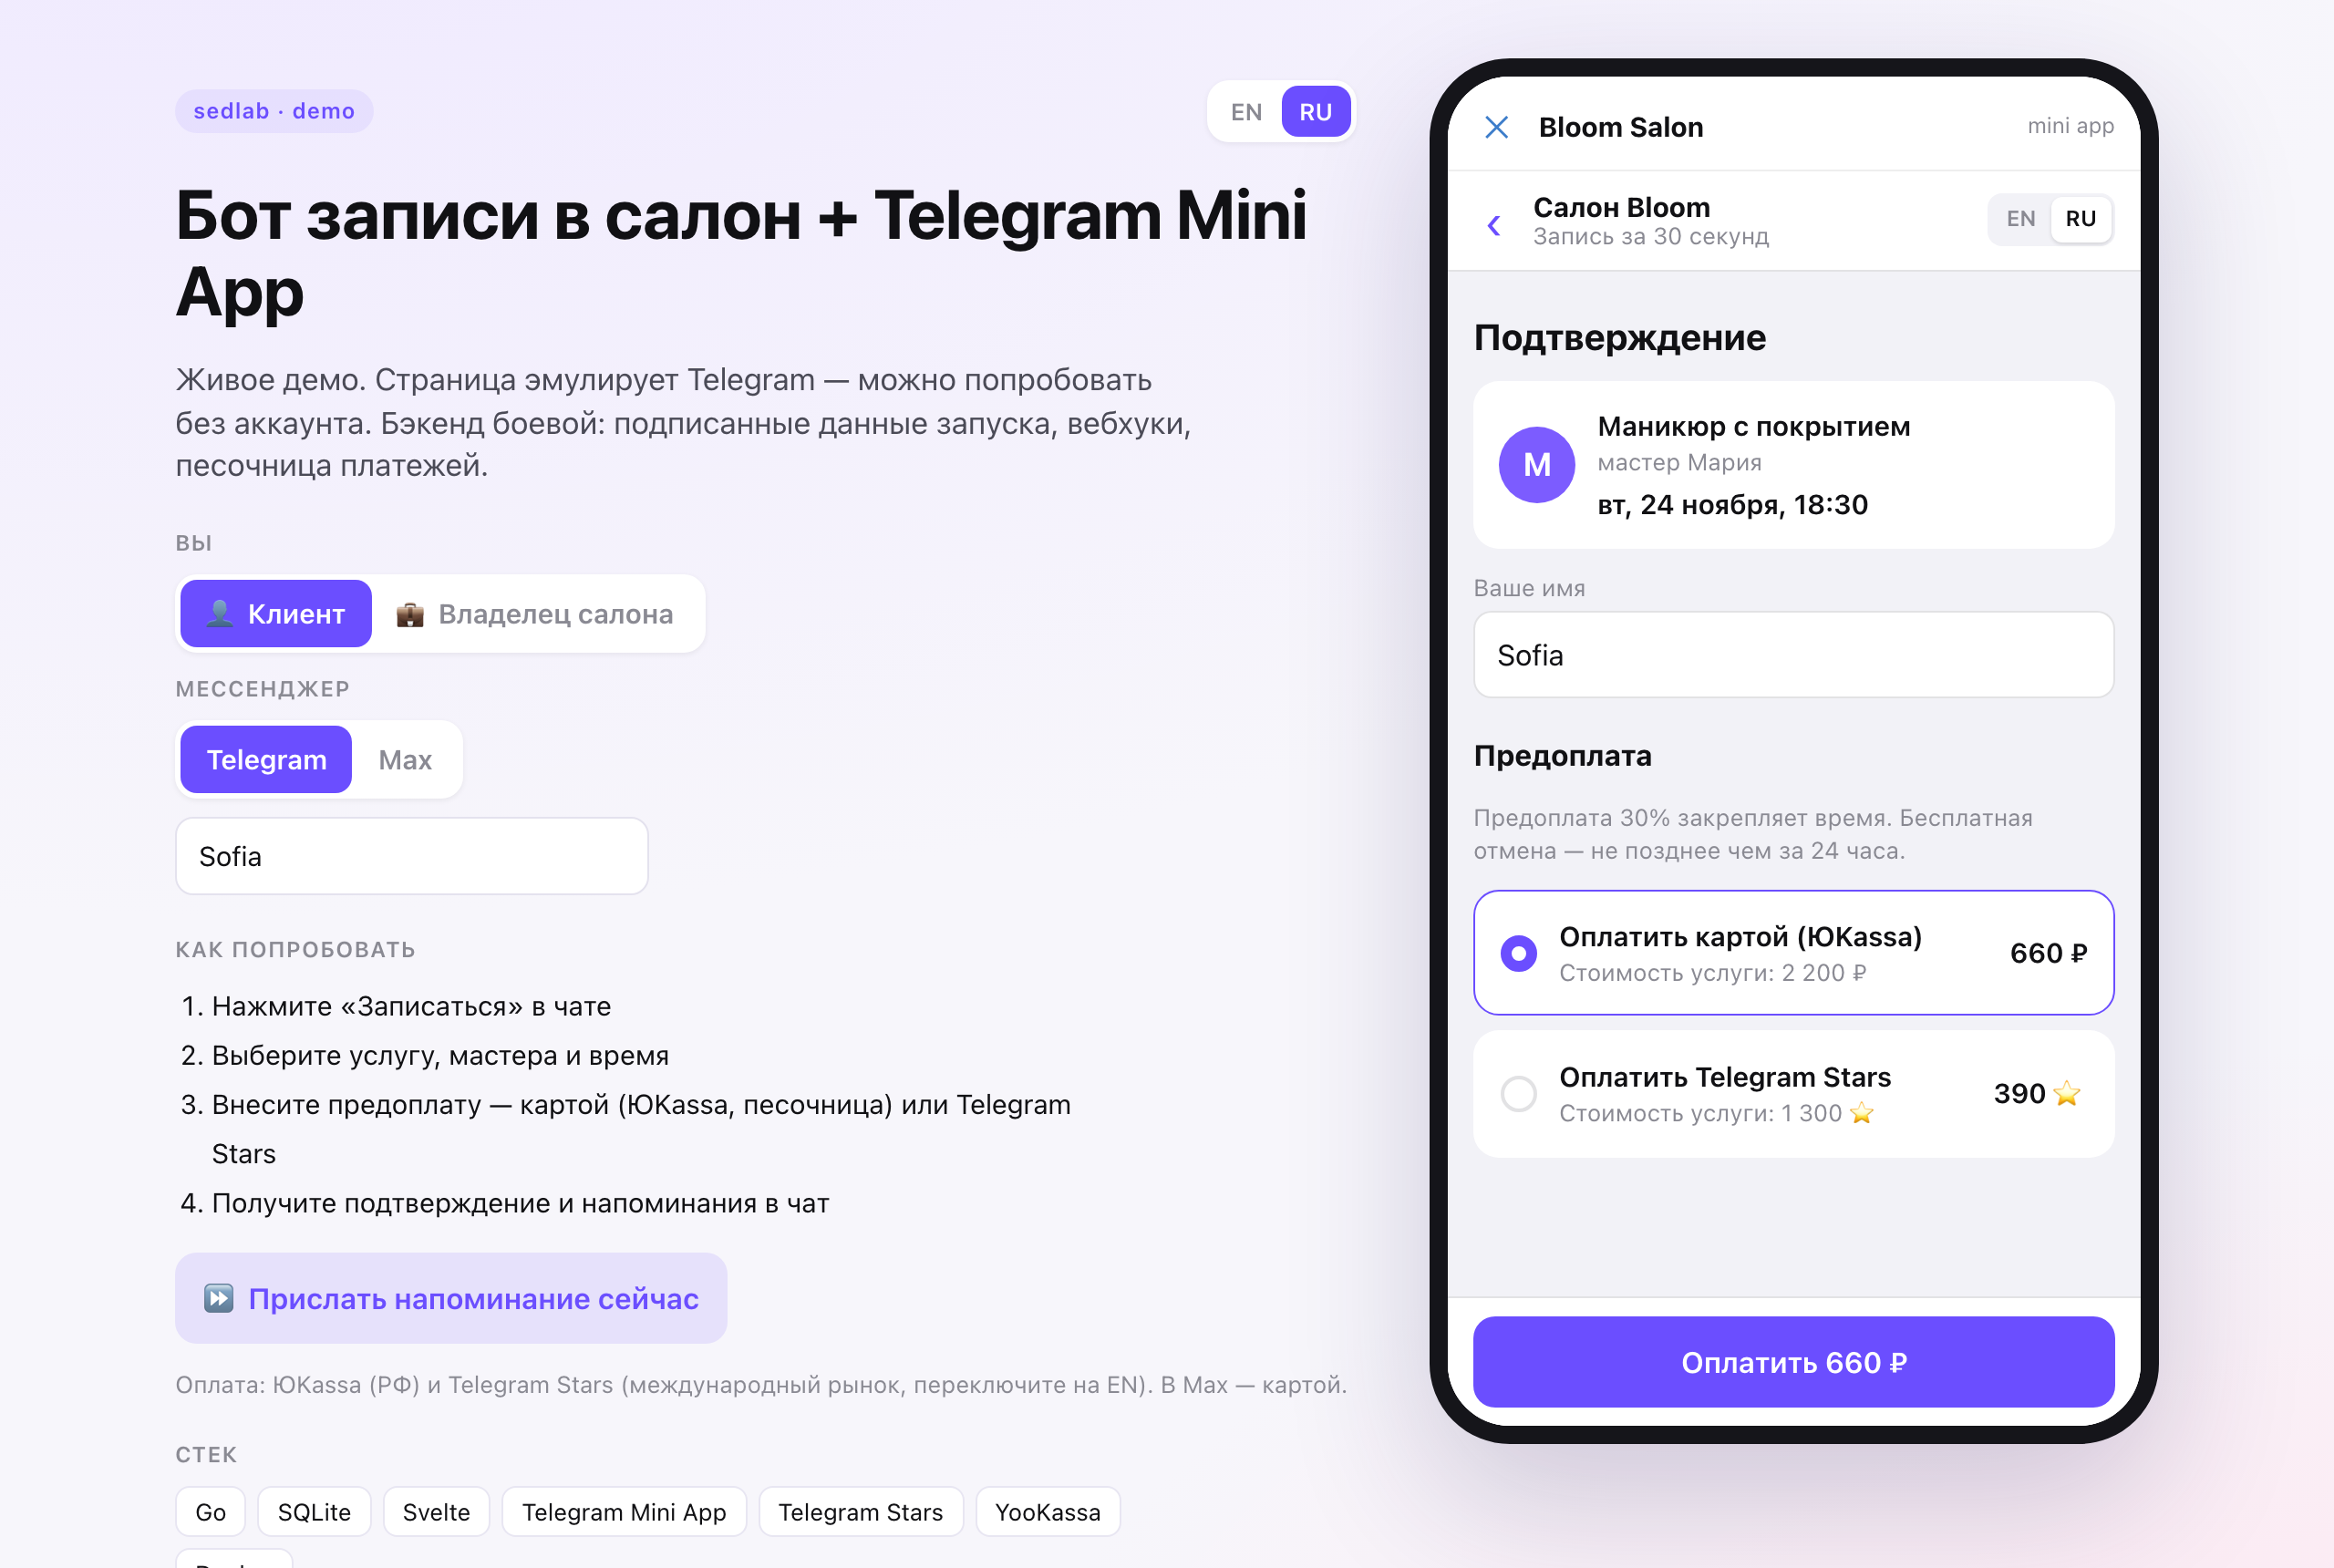 sedlab · demo
EN RU
Бот записи в салон + Telegram Mini
App
Живое демо. Страница эмулирует Telegram — можно попробовать
без аккаунта. Бэкенд боевой: подписанные данные запуска, вебхуки,
песочница платежей.
ВЫ
Клиент Владелец салона
МЕССЕНДЖЕР
Telegram Max
Sofia
КАК ПОПРОБОВАТЬ
1. Нажмите «Записаться» в чате
2. Выберите услугу, мастера и время
3. Внесите предоплату — картой (ЮKassa, песочница) или Telegram
Stars
4. Получите подтверждение и напоминания в чат
Прислать напоминание сейчас
Оплата: ЮKassa (РФ) и Telegram Stars (международный рынок, переключите на EN). В Max — картой.
СТЕК
Go SQLite Svelte Telegram Mini App Telegram Stars YooKassa
Bloom Salon mini app
Салон Bloom
Запись за 30 секунд
EN RU
Подтверждение
М
Маникюр с покрытием
мастер Мария
вт, 24 ноября, 18:30
Ваше имя
Sofia
Предоплата
Предоплата 30% закрепляет время. Бесплатная
отмена — не позднее чем за 24 часа.
Оплатить картой (ЮKassa) 660 ₽
Стоимость услуги: 2 200 ₽
Оплатить Telegram Stars 390 ⭐
Стоимость услуги: 1 300 ⭐
Оплатить 660 ₽